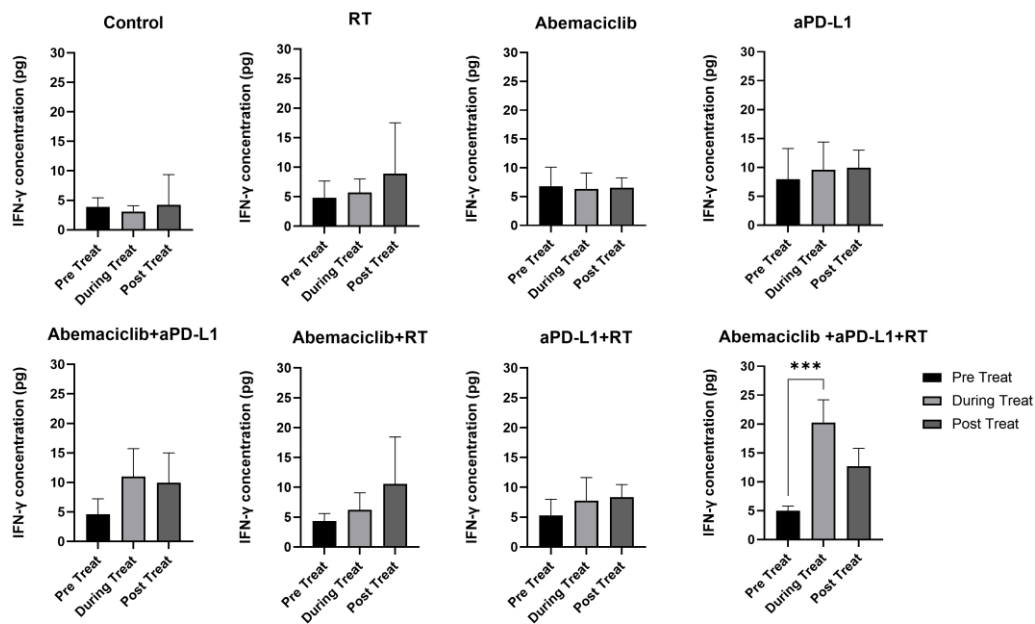 Control
IFN-γ concentration (pg)
30
25
20
15
10
5
0
Pre Treat
During Treat
Post Treat
RT
IFN-γ concentration (pg)
30
25
20
15
10
5
0
Pre Treat
During Treat
Post Treat
Abemaciclib
IFN-γ concentration (pg)
30
25
20
15
10
5
0
Pre Treat
During Treat
Post Treat
aPD-L1
IFN-γ concentration (pg)
30
25
20
15
10
5
0
Pre Treat
During Treat
Post Treat
Abemaciclib+aPD-L1
IFN-γ concentration (pg)
30
25
20
15
10
5
0
Pre Treat
During Treat
Post Treat
Abemaciclib+RT
IFN-γ concentration (pg)
30
25
20
15
10
5
0
Pre Treat
During Treat
Post Treat
aPD-L1+RT
IFN-γ concentration (pg)
30
25
20
15
10
5
0
Pre Treat
During Treat
Post Treat
Abemaciclib +aPD-L1+RT
IFN-γ concentration (pg)
30
25
20
15
10
5
0
***
Pre Treat
During Treat
Post Treat
Pre Treat
During Treat
Post Treat